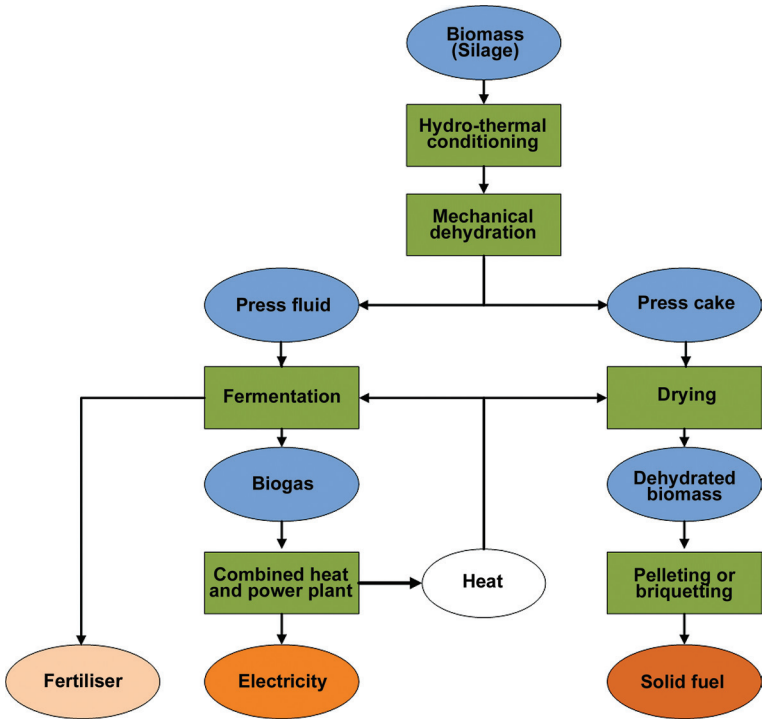 Biomass
(Silage)
Hydro-thermal
conditioning
Mechanical
dehydration
Press fluid
Press cake
Fermentation
Drying
Biogas
Dehydrated
biomass
Combined heat
and power plant
Heat
Pelleting or
briquetting
Fertiliser
Electricity
Solid fuel